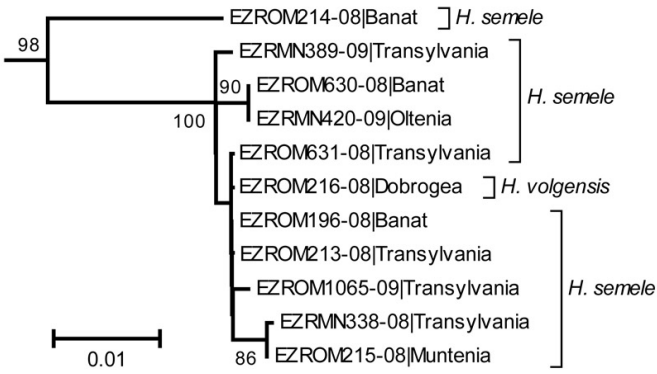 EZROM214-08|Banat H. semele
98
EZRMN389-09|Transylvania
90 EZROM630-08|Banat
H. semele
EZRMN420-09|Oltenia
100
EZROM631-08|Transylvania
EZROM216-08|Dobrogea H. volgensis
EZROM196-08|Banat
EZROM213-08|Transylvania
EZROM1065-09|Transylvania H. semele
EZRMN338-08|Transylvania
0.01 86 EZROM215-08|Muntenia